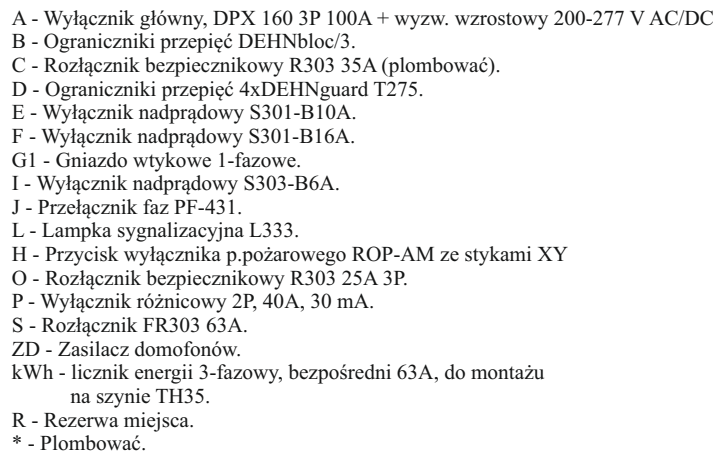 A - Wyłącznik główny, DPX 160 3P 100A + wyzw. wzrostowy 200-277 V AC/DC
B - Ograniczniki przepięć DEHNbloc/3.
C - Rozłącznik bezpiecznikowy R303 35A (plombować).
D - Ograniczniki przepięć 4xDEHNguard T275.
E - Wyłącznik nadprądowy S301-B10A.
F - Wyłącznik nadprądowy S301-B16A.
G1 - Gniazdo wtykowe 1-fazowe.
I - Wyłącznik nadprądowy S303-B6A.
J - Przełącznik faz PF-431.
L - Lampka sygnalizacyjna L333.
H - Przycisk wyłącznika p.pożarowego ROP-AM ze stykami XY
O - Rozłącznik bezpiecznikowy R303 25A 3P.
P - Wyłącznik różnicowy 2P, 40A, 30 mA.
S - Rozłącznik FR303 63A.
ZD - Zasilacz domofonów.
kWh - licznik energii 3-fazowy, bezpośredni 63A, do montażu
na szynie TH35.
R - Rezerwa miejsca.
* - Plombować.